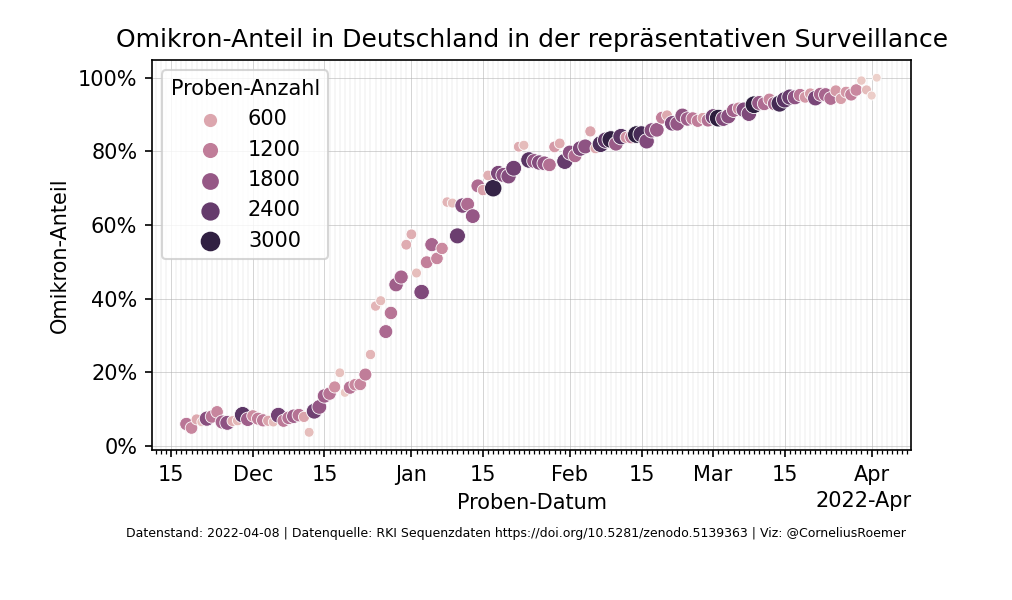 Omikron-Anteil in Deutschland in der repräsentativen Surveillance
100%
80%
60%
40%
20%
0%
Omikron-Anteil
Proben-Anzahl
600
1200
1800
2400
3000
15 Dec 15 Jan 15 Feb 15 Mar 15 Apr
Proben-Datum
2022-Apr
Datenstand: 2022-04-08 | Datenquelle: RKI Sequenzdaten https://doi.org/10.5281/zenodo.5139363 | Viz: @CorneliusRoemer